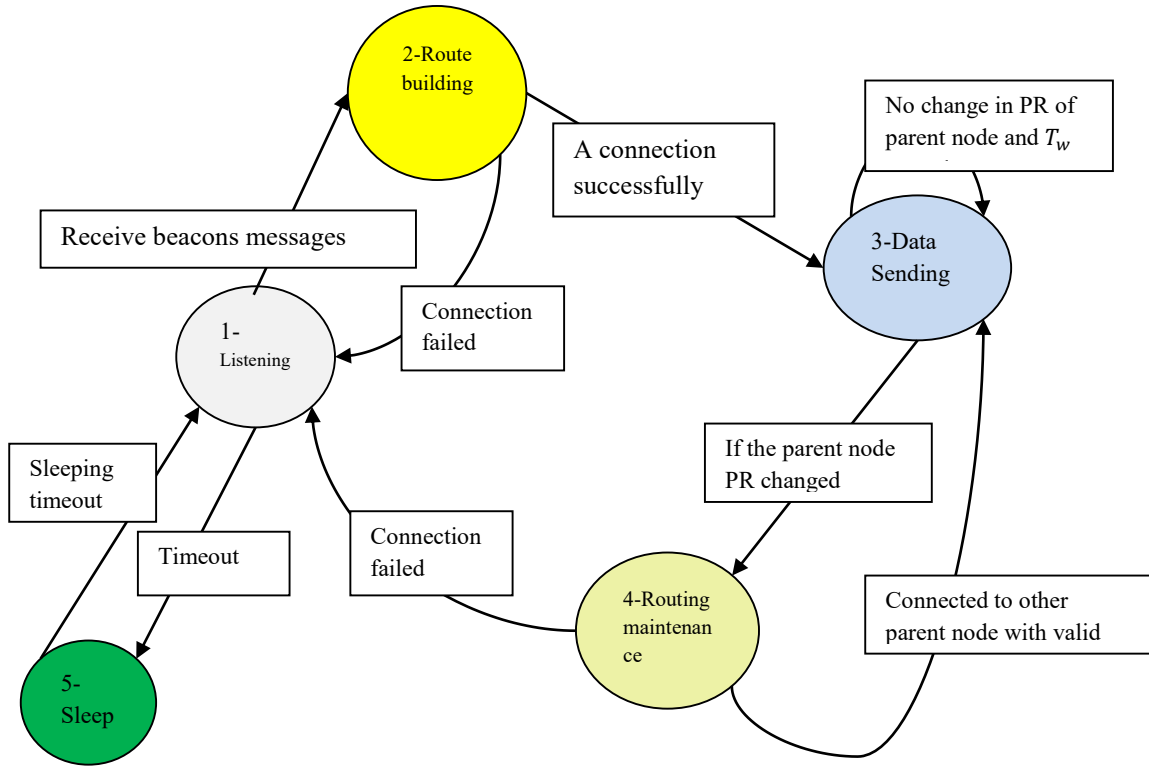 2-Route
building
No change in PR of
parent node and 𝑇𝑤
A connection
successfully
Receive beacons messages
3-Data
Sending
Connection
failed
1-
Listening
If the parent node
PR changed
Sleeping
timeout
Connection
failed
Timeout
4-Routing
maintenan
ce
Connected to other
parent node with valid
5-
Sleep